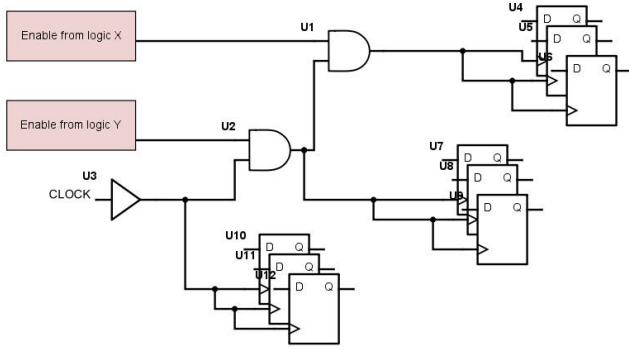 U4
U1
Enable from logic X
D Q
U5
D Q
U6
D Q
Enable from logic Y
U2
U7
D Q
U8
D Q
U3
CLOCK
U9
D Q
U10
D Q
U11
D Q
U12
D Q